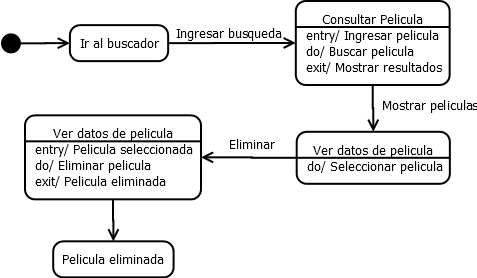 Ir al buscador
Ingresar busqueda
Consultar Pelicula
entry/ Ingresar pelicula
do/ Buscar pelicula
exit/ Mostrar resultados
Mostrar peliculas
Ver datos de pelicula
do/ Seleccionar pelicula
Eliminar
Ver datos de pelicula
entry/ Pelicula seleccionada
do/ Eliminar pelicula
exit/ Pelicula eliminada
Pelicula eliminada